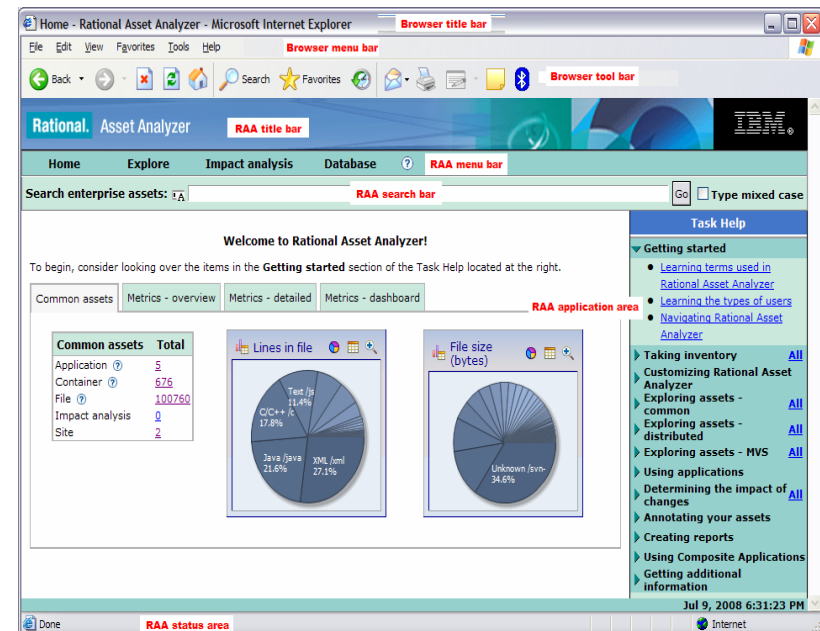 Home - Rational Asset Analyzer - Microsoft Internet Explorer Browser title bar
File Edit View Favorites Tools Help Browser menu bar
Back Search Favorites Browser tool bar
Rational. Asset Analyzer RAA title bar IBM®
Home Explore Impact analysis Database ? RAA menu bar
Search enterprise assets: A RAA search bar Go Type mixed case
Task Help
Welcome to Rational Asset Analyzer!
To begin, consider looking over the items in the Getting started section of the Task Help located at the right.
Common assets Metrics - overview Metrics - detailed Metrics - dashboard
RAA application area
Common assets Total
Application ? 5
Container ? 676
File ? 100760
Impact analysis 0
Site 2
Lines in file
Text /js
11.4%
C/C++ /c
17.8%
Java /java
21.6%
XML /xml
27.1%
File size
(bytes)
Unknown /svn-
34.6%
Getting started
Learning terms used in
Rational Asset Analyzer
Learning the types of users
Navigating Rational Asset
Analyzer
Taking inventory All
Customizing Rational Asset
Analyzer
Exploring assets -
common All
Exploring assets -
distributed All
Exploring assets - MVS All
Using applications
Determining the impact of
changes All
Annotating your assets
Creating reports
Using Composite Applications
Getting additional
information
Jul 9, 2008 6:31:23 PM
Done RAA status area Internet